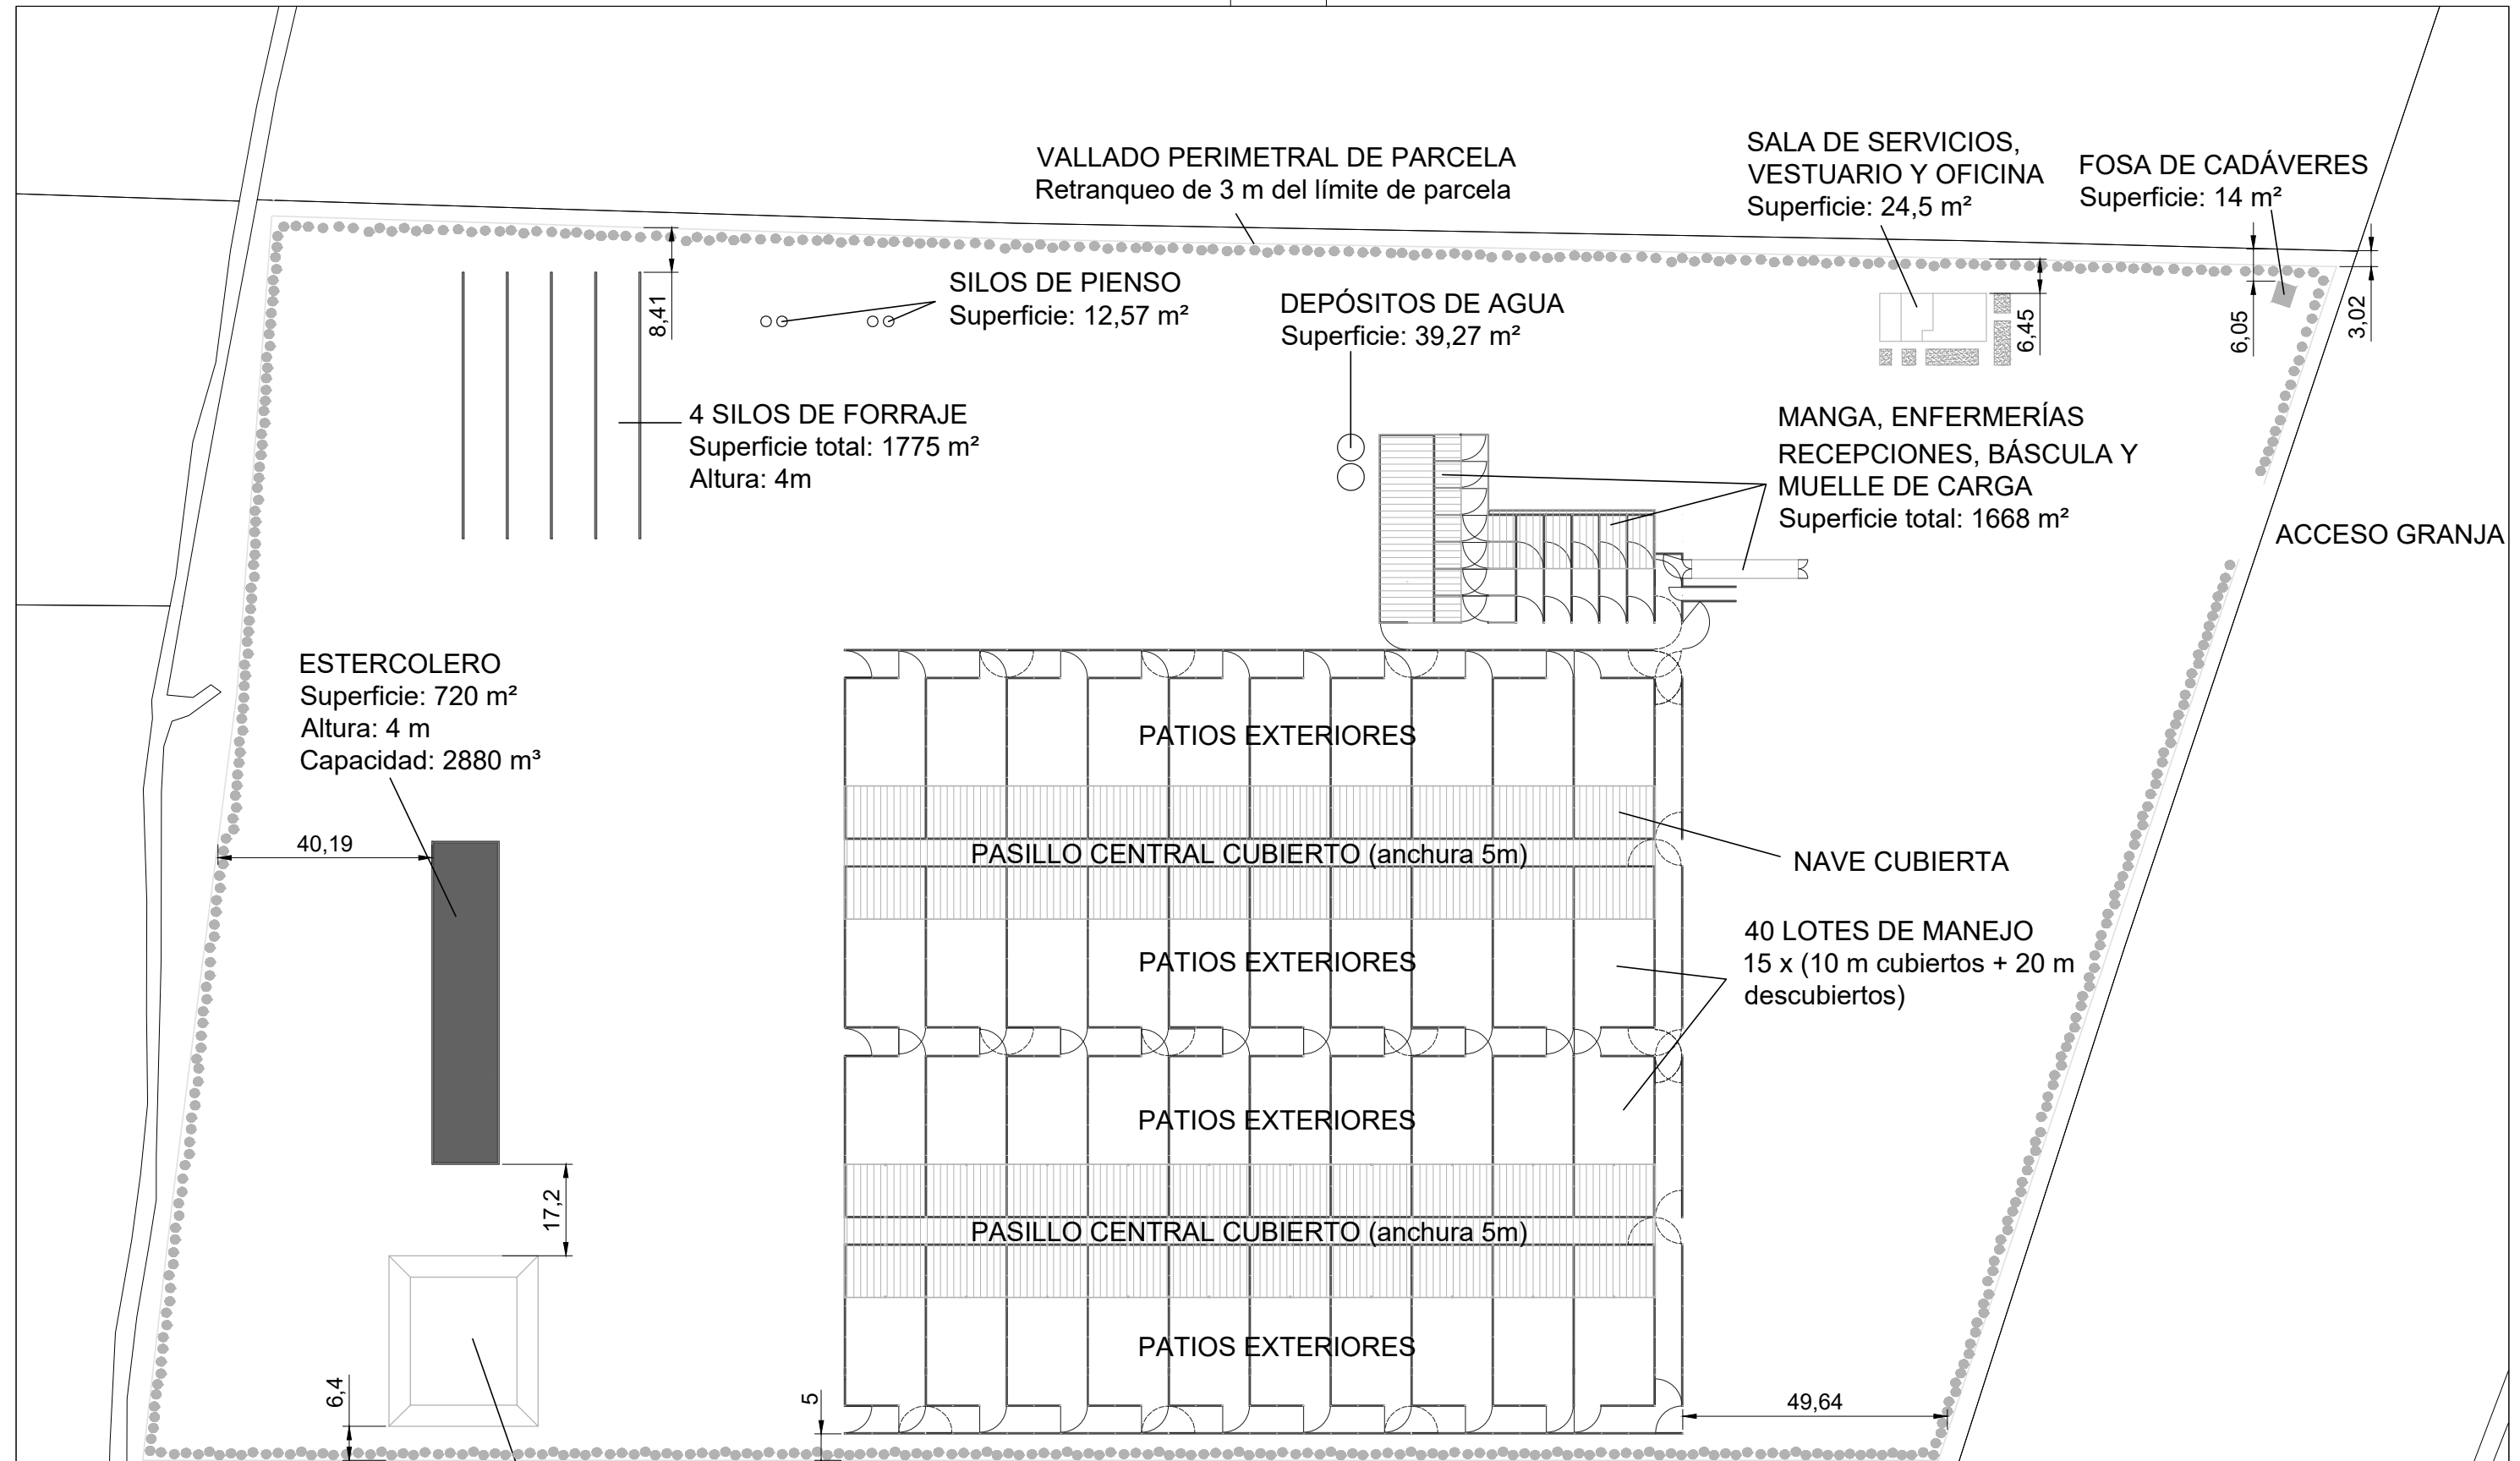 VALLADO PERIMETRAL DE PARCELA
Retranqueo de 3 m del límite de parcela
SALA DE SERVICIOS,
VESTUARIO Y OFICINA
Superficie: 24,5 m²
FOSA DE CADÁVERES
Superficie: 14 m²
SILOS DE PIENSO
Superficie: 12,57 m²
DEPÓSITOS DE AGUA
Superficie: 39,27 m²
8,41
6,45
6,05
3,02
4 SILOS DE FORRAJE
Superficie total: 1775 m²
Altura: 4m
MANGA, ENFERMERÍAS
RECEPCIONES, BÁSCULA Y
MUELLE DE CARGA
Superficie total: 1668 m²
ACCESO GRANJA
ESTERCOLERO
Superficie: 720 m²
Altura: 4 m
Capacidad: 2880 m³
PATIOS EXTERIORES
40,19
PASILLO CENTRAL CUBIERTO (anchura 5m)
NAVE CUBIERTA
PATIOS EXTERIORES
40 LOTES DE MANEJO
15 x (10 m cubiertos + 20 m
descubiertos)
PATIOS EXTERIORES
17,2
PASILLO CENTRAL CUBIERTO (anchura 5m)
PATIOS EXTERIORES
6,4
5
49,64